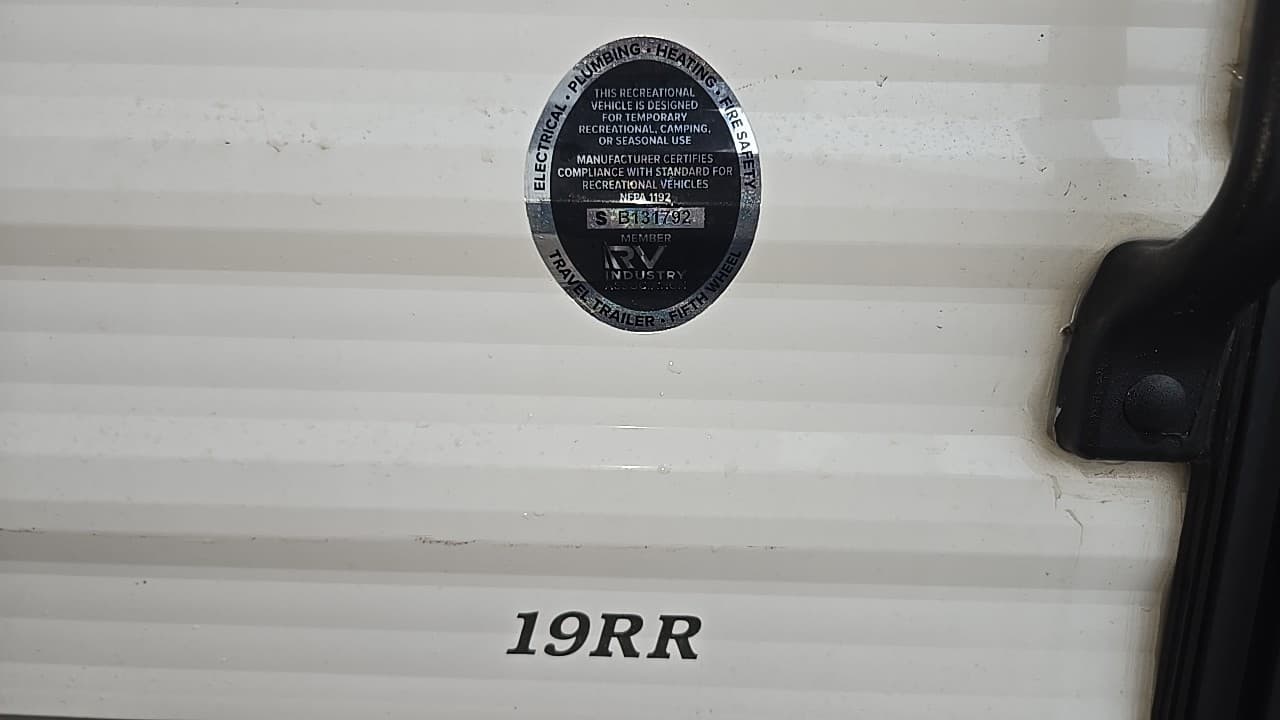 ELECTRICAL • PLUMBING • HEATING • FIRE SAFETY
THIS RECREATIONAL
VEHICLE IS DESIGNED
FOR TEMPORARY
RECREATIONAL, CAMPING,
OR SEASONAL USE
MANUFACTURER CERTIFIES
COMPLIANCE WITH STANDARD FOR
RECREATIONAL VEHICLES
NFPA 1192
S B131792
MEMBER
RV
INDUSTRY
ASSOCIATION
TRAVEL TRAILER • FIFTH WHEEL
19RR